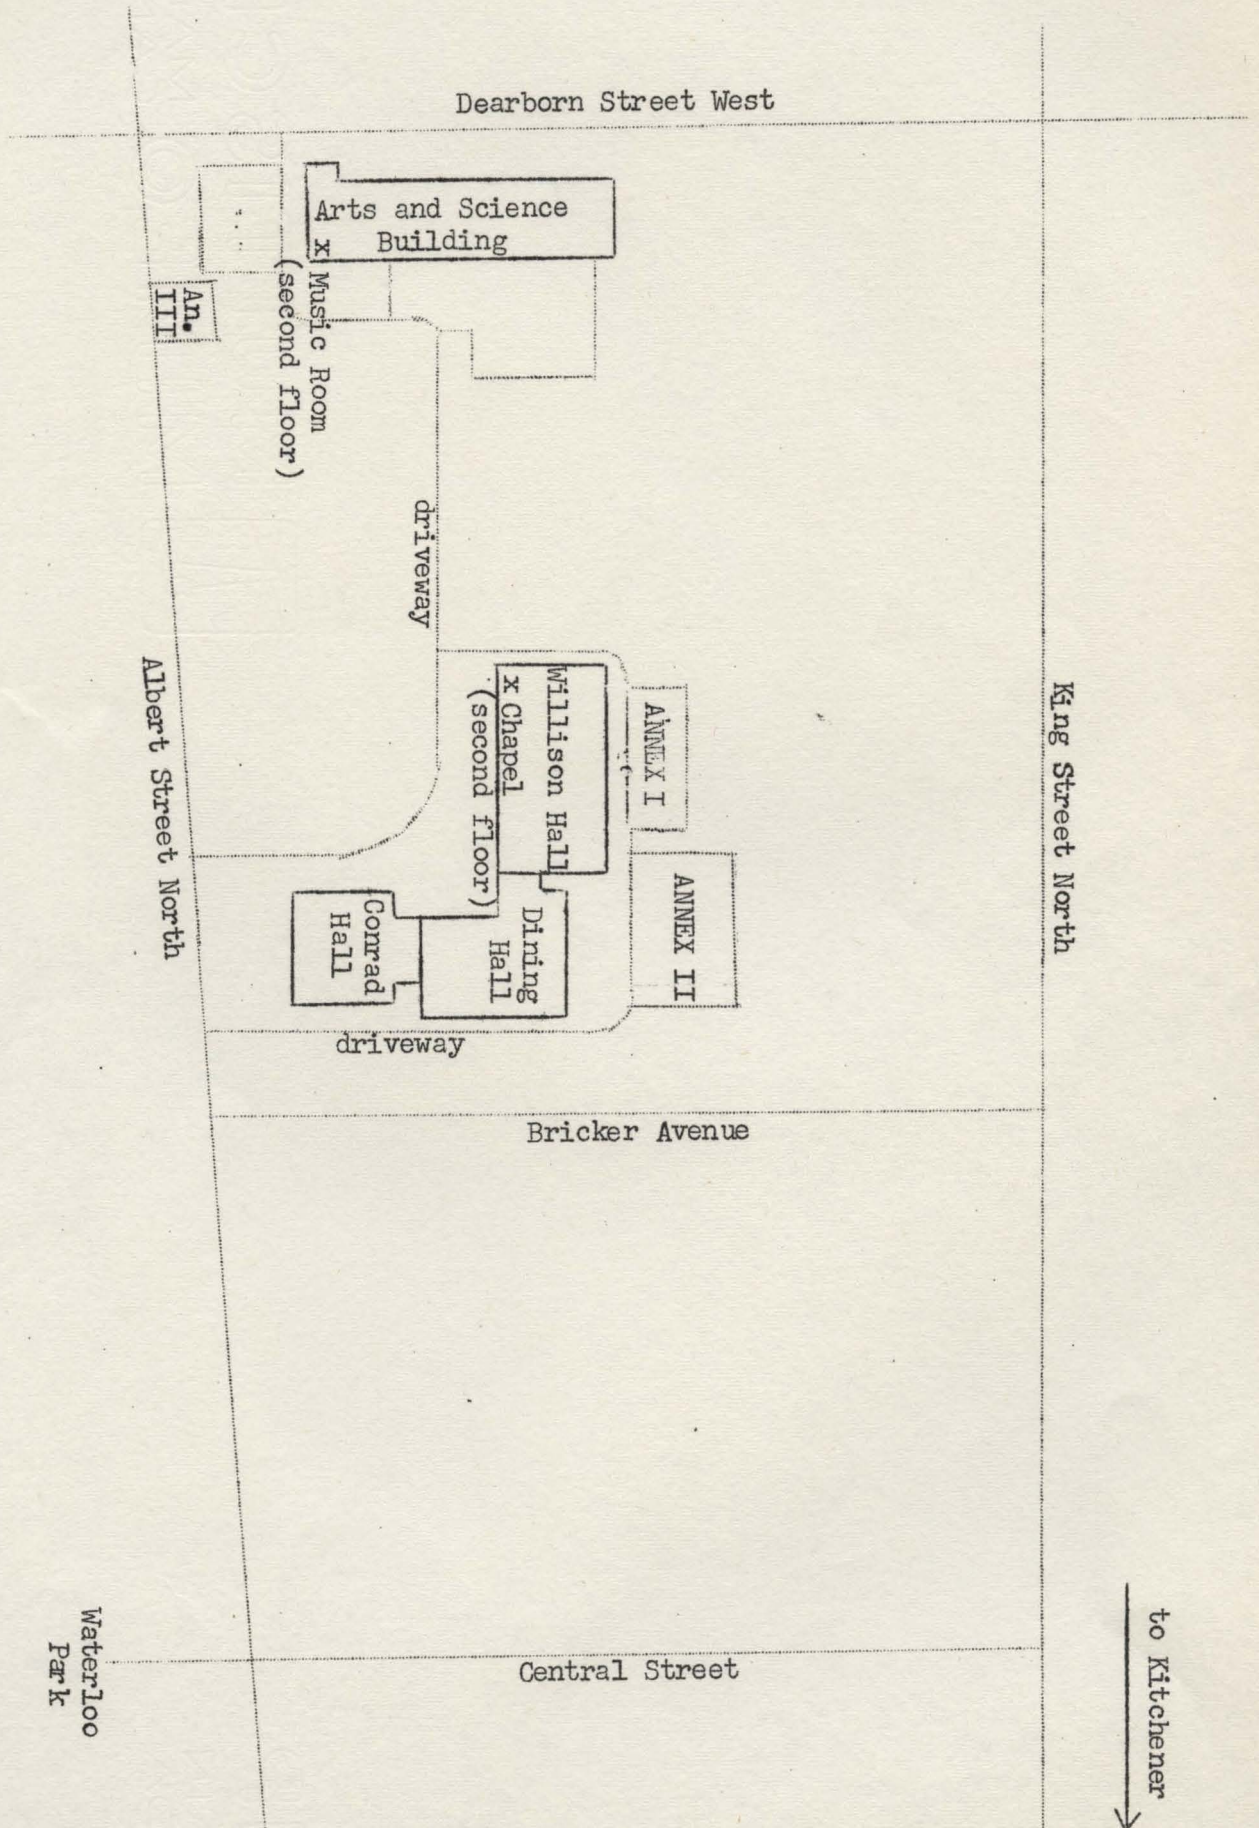 Dearborn Street West
Arts and Science
x Building
Music Room
(second floor)
An.
III
driveway
Willison Hall
x Chapel
(second floor)
ANNEX I
King Street North
Albert Street North
ANNEX II
Dining
Hall
Conrad
Hall
driveway
Bricker Avenue
Central Street
Waterloo
Park
to Kitchener